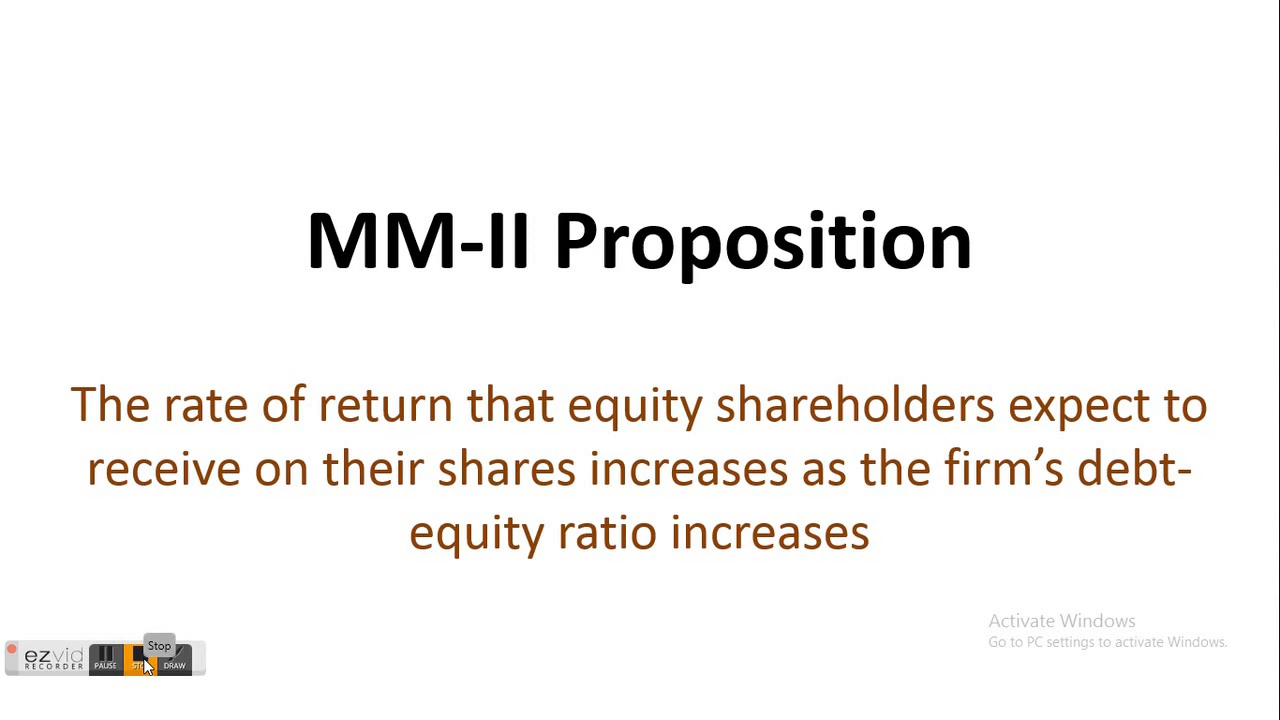 MM-II Proposition
The rate of return that equity shareholders expect to
receive on their shares increases as the firm’s debt-
equity ratio increases
Activate Windows
Go to PC settings to activate Windows.
Stop
ezvid
RECORDER
PAUSE
DRAW